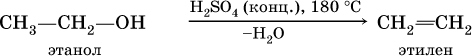 H₂SO₄ (конц.), 180 °C
CH₃—CH₂—OH ⟶ CH₂=CH₂
–H₂O
этанол этилен